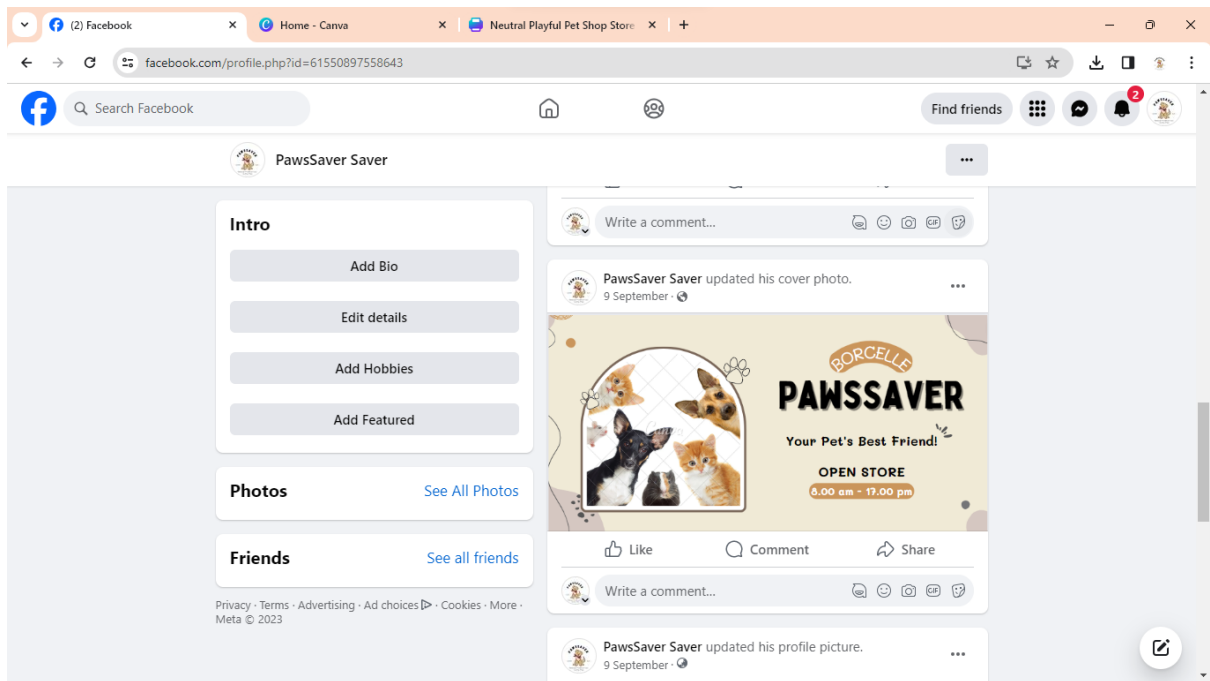 (2) Facebook
Home - Canva
Neutral Playful Pet Shop Store
facebook.com/profile.php?id=61550897558643
Search Facebook
Find friends
2
PawsSaver Saver
Intro
Add Bio
Edit details
Add Hobbies
Add Featured
Photos
See All Photos
Friends
See all friends
Privacy · Terms · Advertising · Ad choices · Cookies · More ·
Meta © 2023
Write a comment...
GIF
PawsSaver Saver updated his cover photo.
9 September ·
BORCELLE
PAWSSAVER
Your Pet's Best Friend!
OPEN STORE
8.00 am - 17.00 pm
Like
Comment
Share
Write a comment...
GIF
PawsSaver Saver updated his profile picture.
9 September ·